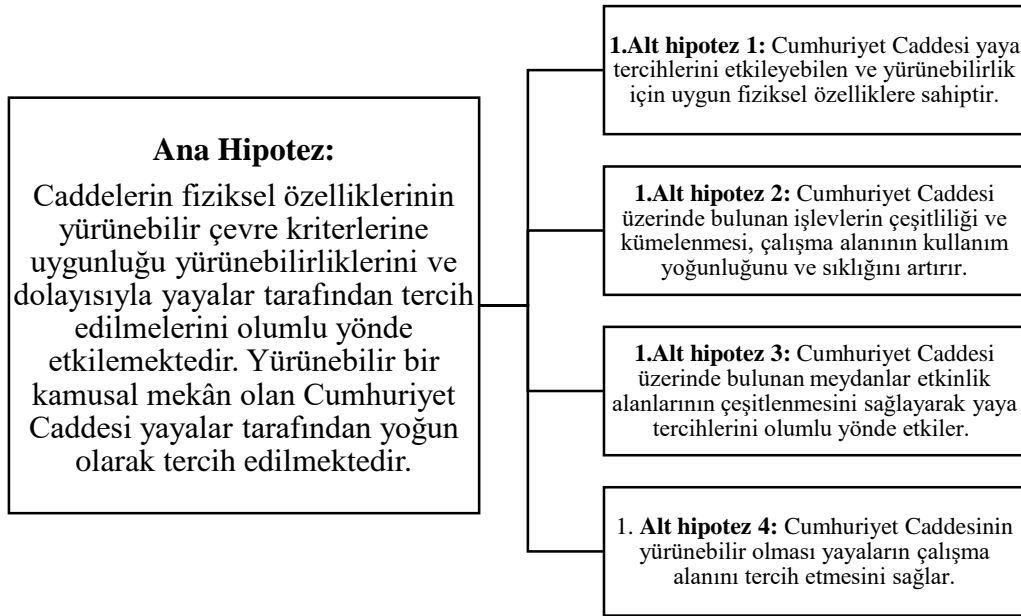 Ana Hipotez:
Caddelerin fiziksel özelliklerinin
yürünebilir çevre kriterlerine
uygunluğu yürünebilirliklerini ve
dolayısıyla yayalar tarafından tercih
edilmelerini olumlu yönde
etkilemektedir. Yürünebilir bir
kamusal mekân olan Cumhuriyet
Caddesi yayalar tarafından yoğun
olarak tercih edilmektedir.
1.Alt hipotez 1: Cumhuriyet Caddesi yaya
tercihlerini etkileyebilen ve yürünebilirlik
için uygun fiziksel özelliklere sahiptir.
1.Alt hipotez 2: Cumhuriyet Caddesi
üzerinde bulunan işlevlerin çeşitliliği ve
kümelenmesi, çalışma alanının kullanım
yoğunluğunu ve sıklığını artırır.
1.Alt hipotez 3: Cumhuriyet Caddesi
üzerinde bulunan meydanlar etkinlik
alanlarının çeşitlenmesini sağlayarak yaya
tercihlerini olumlu yönde etkiler.
1. Alt hipotez 4: Cumhuriyet Caddesinin
yürünebilir olması yayaların çalışma
alanını tercih etmesini sağlar.